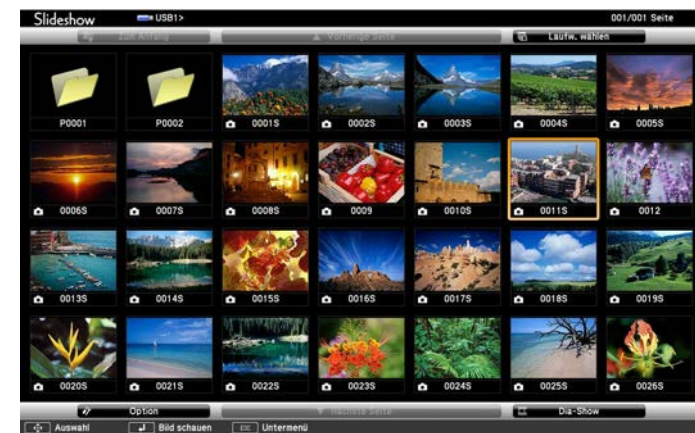 Slideshow USB1> 001/001 Seite
Zum Anfang Vorherige Seite Laufw. wählen
P0001 P0002 0001S 0002S 0003S 0004S 0005S
0006S 0007S 0008S 0009 0010S 0011S 0012
0013S 0014S 0015S 0016S 0017S 0018S 0019S
0020S 0021S 0022S 0023S 0024S 0025S 0026S
Option Nächste Seite Dia-Show
Auswahl Bild schauen ESC Untermenü